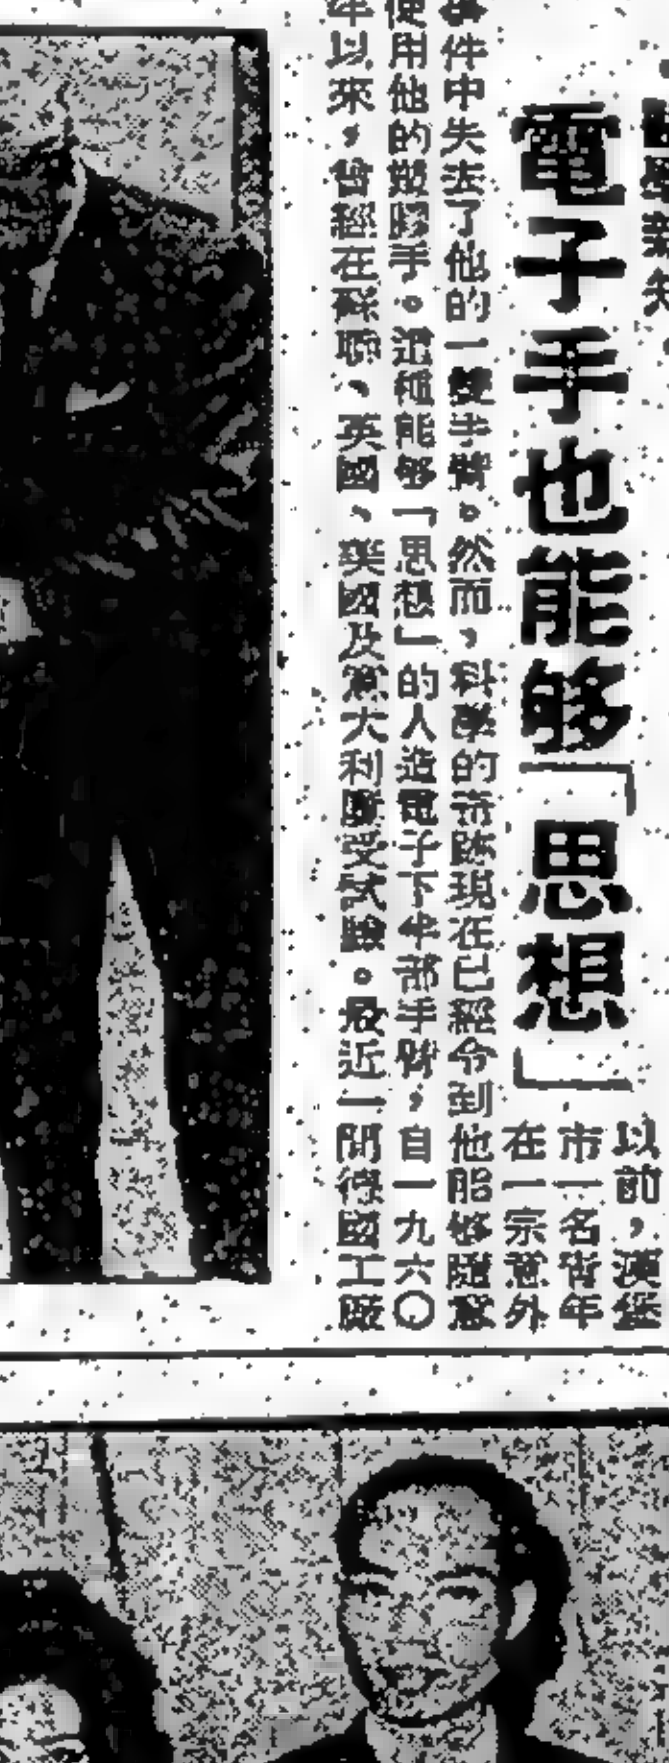 電子手也能够「思想」
以前，漢堡
市一名青年
在一宗意外
事件中失去了他的一雙手臂。然而，科學的奇跡現在已經令到他能够隨意
使用他的塑膠手。這種能够「思想」的人造電子下半部手臂，自一九六〇
年以來，曾經在蘇聯、英國、美國及意大利接受試驗。最近一間德國工廠